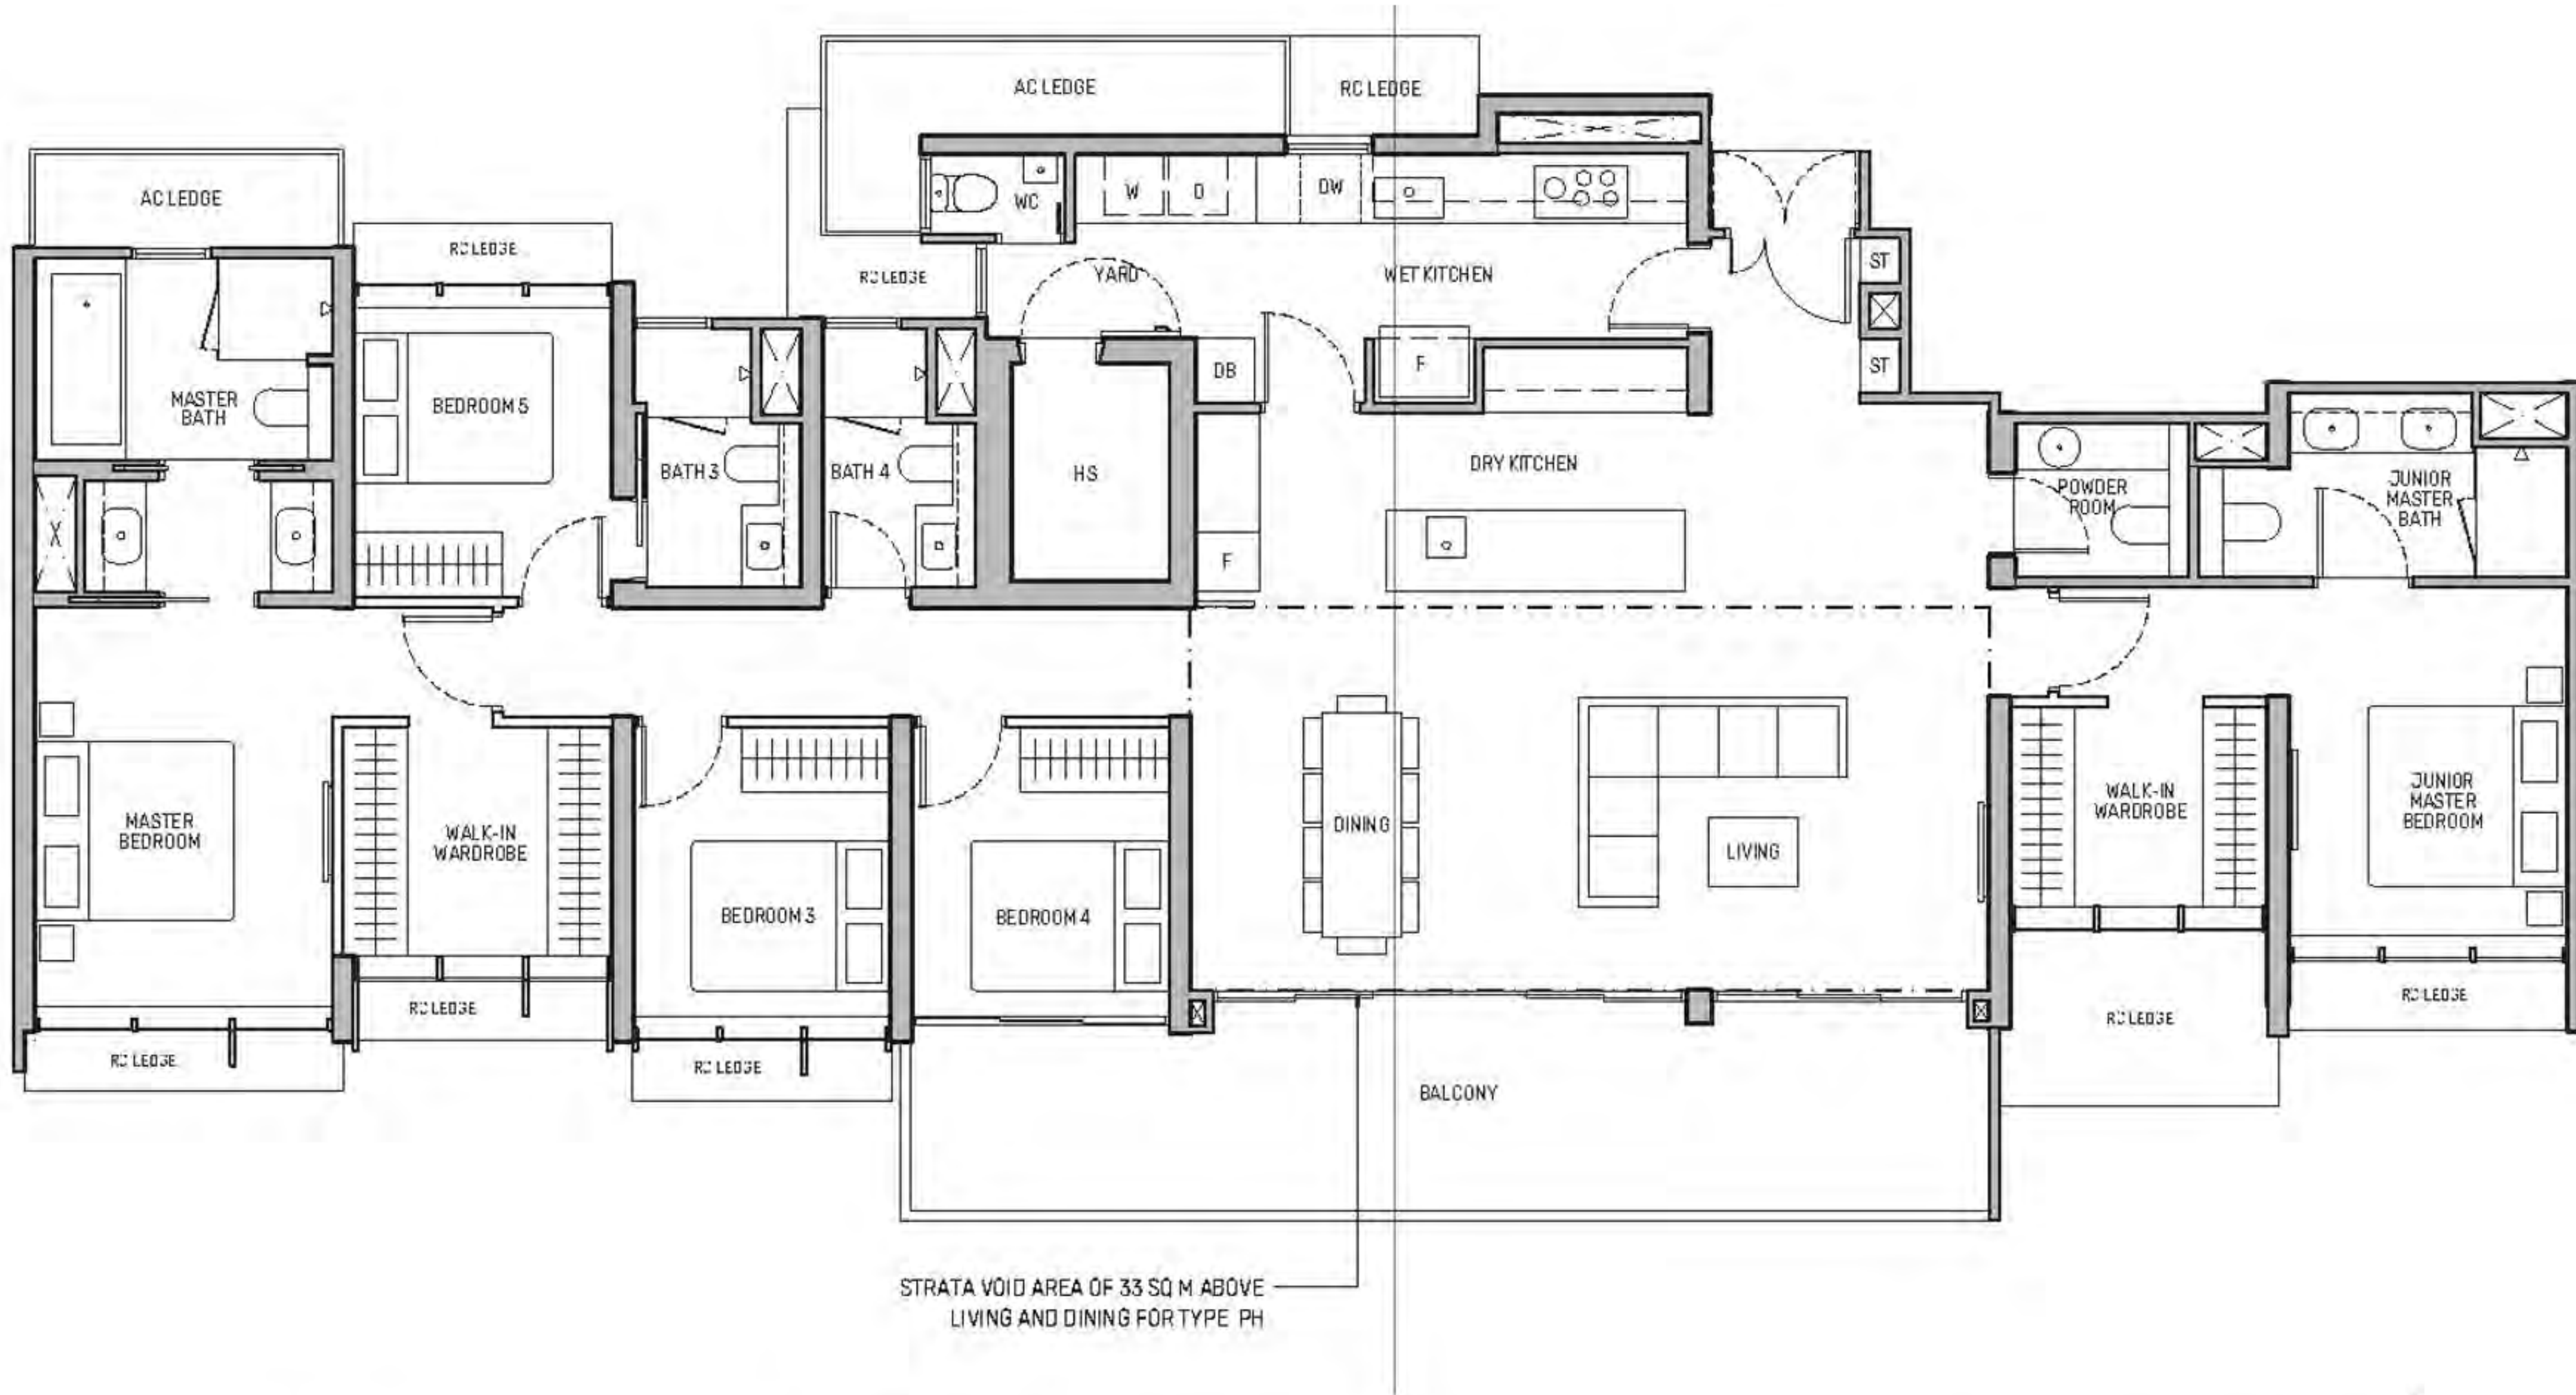 AC LEDGE
RC LEDGE
AC LEDGE
RC LEDGE
WC
W
D
DW
RC LEDGE
YARD
WET KITCHEN
ST
ST
MASTER
BATH
BEDROOM 5
DB
F
BATH 3
BATH 4
HS
DRY KITCHEN
F
POWDER
ROOM
JUNIOR
MASTER
BATH
MASTER
BEDROOM
WALK-IN
WARDROBE
BEDROOM 3
BEDROOM 4
DINING
LIVING
WALK-IN
WARDROBE
JUNIOR
MASTER
BEDROOM
RC LEDGE
RC LEDGE
RC LEDGE
RC LEDGE
RC LEDGE
BALCONY
STRATA VOID AREA OF 33 SQ M ABOVE
LIVING AND DINING FOR TYPE PH